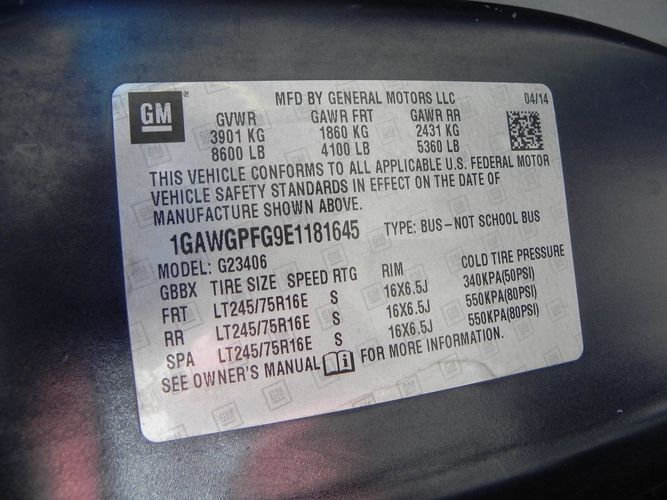 GM ®
MFD BY GENERAL MOTORS LLC 04/14
GVWR GAWR FRT GAWR RR
3901 KG 1860 KG 2431 KG
8600 LB 4100 LB 5360 LB
THIS VEHICLE CONFORMS TO ALL APPLICABLE U.S. FEDERAL MOTOR
VEHICLE SAFETY STANDARDS IN EFFECT ON THE DATE OF
MANUFACTURE SHOWN ABOVE.
1GAWGPFG9E1181645 TYPE: BUS – NOT SCHOOL BUS
MODEL: G23406
GBBX TIRE SIZE SPEED RTG RIM COLD TIRE PRESSURE
FRT LT245/75R16E S 16X6.5J 340KPA(50PSI)
RR LT245/75R16E S 16X6.5J 550KPA(80PSI)
SPA LT245/75R16E S 16X6.5J 550KPA(80PSI)
SEE OWNER'S MANUAL i FOR MORE INFORMATION.